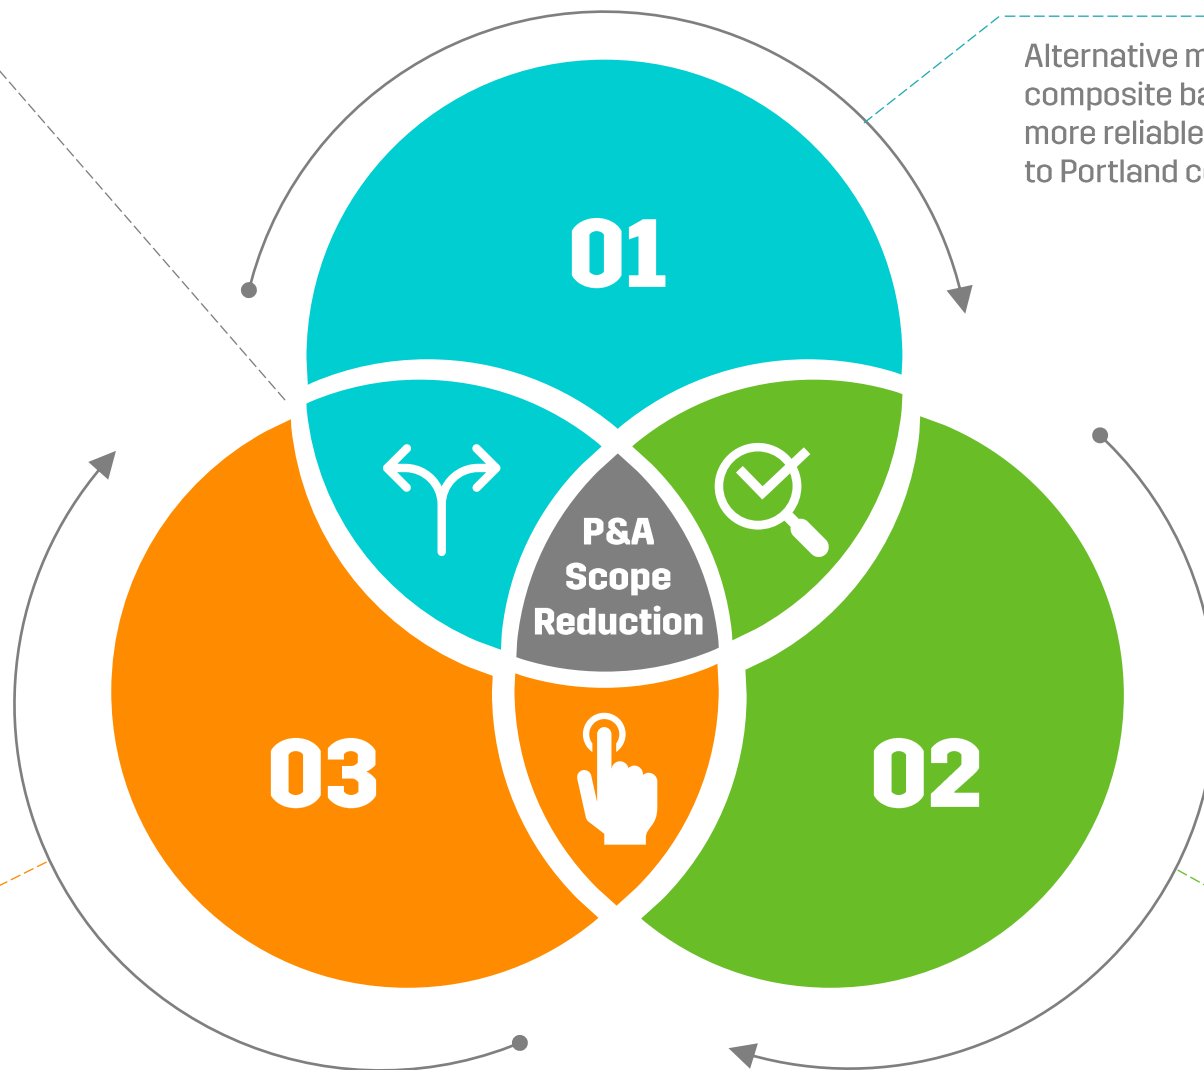 Alternative
composite
more reliable
to Portland
01
P&A
Scope
Reduction
03
02